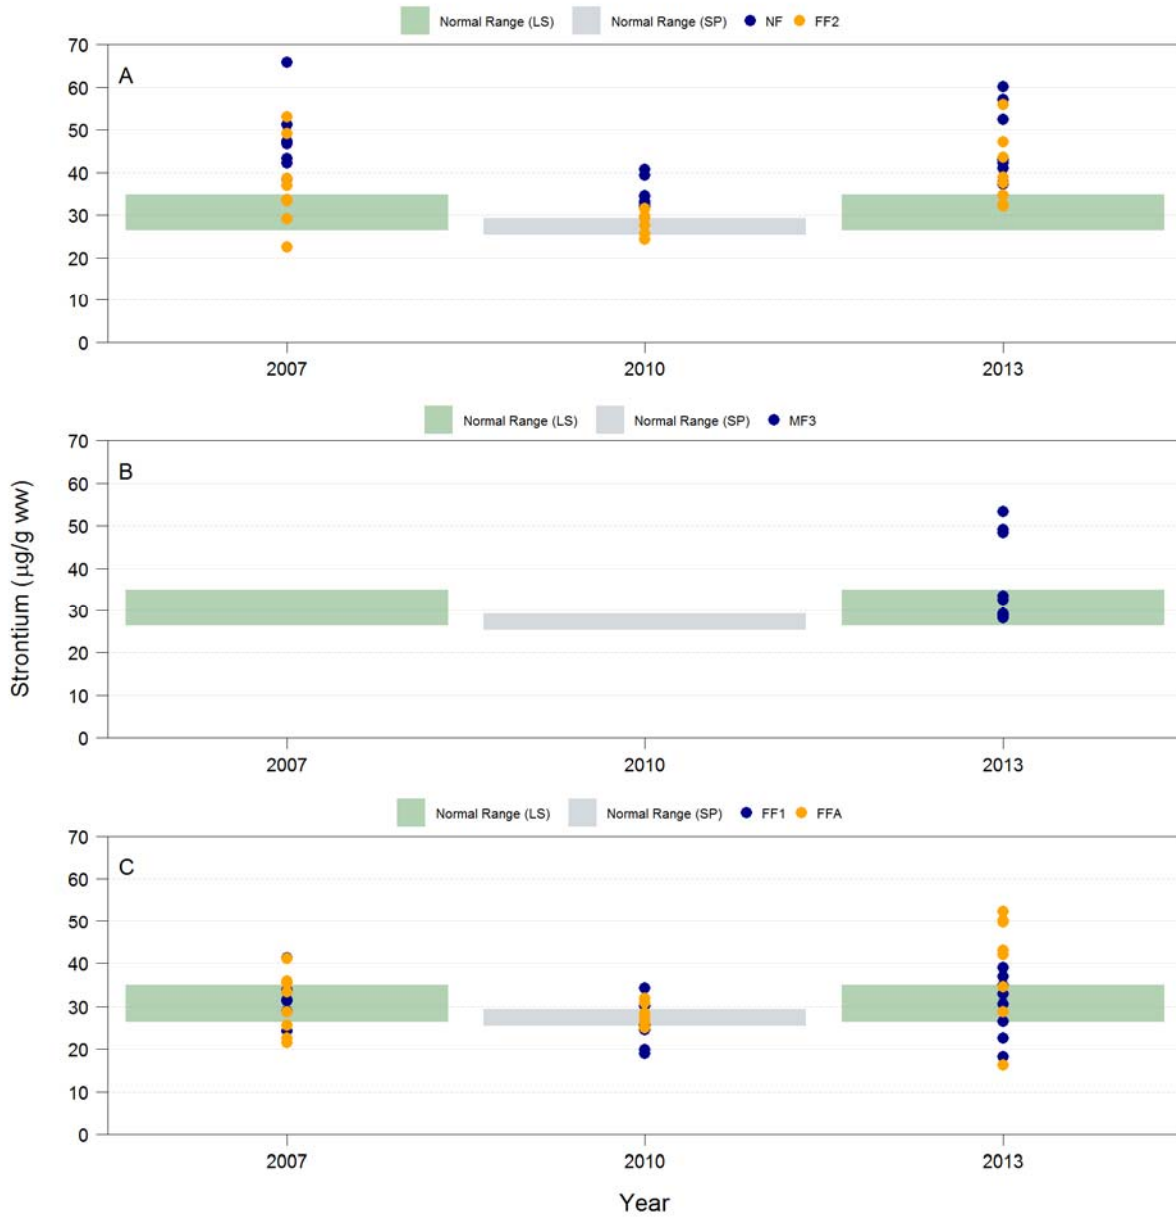 Normal Range (LS) Normal Range (SP) NF FF2
A
70
60
50
40
30
20
10
0
2007 2010 2013
Normal Range (LS) Normal Range (SP) MF3
B
70
60
50
40
30
20
10
0
2007 2010 2013
Strontium (µg/g ww)
Normal Range (LS) Normal Range (SP) FF1 FFA
C
70
60
50
40
30
20
10
0
2007 2010 2013
Year